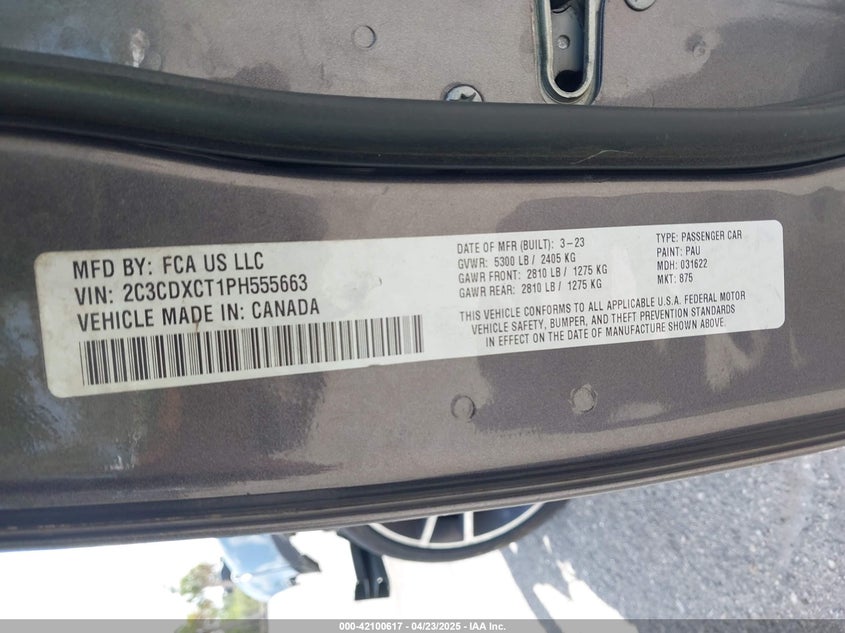 MFD BY: FCA US LLC
VIN: 2C3CDXCT1PH555663
VEHICLE MADE IN: CANADA
DATE OF MFR (BUILT): 3-23
GVWR: 5300 LB / 2405 KG
GAWR FRONT: 2810 LB / 1275 KG
GAWR REAR: 2810 LB / 1275 KG
TYPE: PASSENGER CAR
PAINT: PAU
MDH: 031622
MKT: 875
THIS VEHICLE CONFORMS TO ALL APPLICABLE U.S.A. FEDERAL MOTOR
VEHICLE SAFETY, BUMPER, AND THEFT PREVENTION STANDARDS
IN EFFECT ON THE DATE OF MANUFACTURE SHOWN ABOVE.
000-42100617 - 04/23/2025 - IAA Inc.